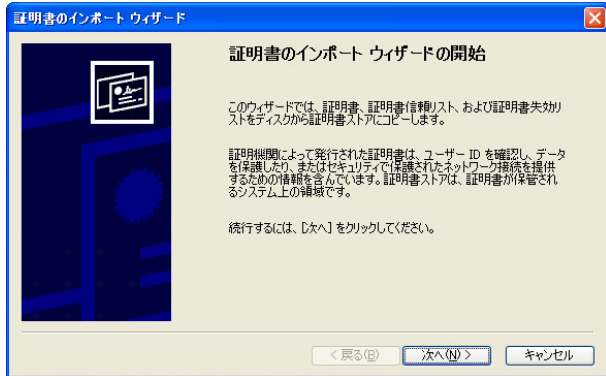 証明書のインポート ウィザード
証明書のインポート ウィザードの開始
このウィザードでは、証明書、証明書信頼リスト、および証明書失効リ
ストをディスクから証明書ストアにコピーします。
証明機関によって発行された証明書は、ユーザー ID を確認し、データ
を保護したり、またはセキュリティで保護されたネットワーク接続を提供
するための情報を含んでいます。証明書ストアは、証明書が保管され
るシステム上の領域です。
続行するには、[次へ] をクリックしてください。
< 戻る(B)
次へ(N) >
キャンセル